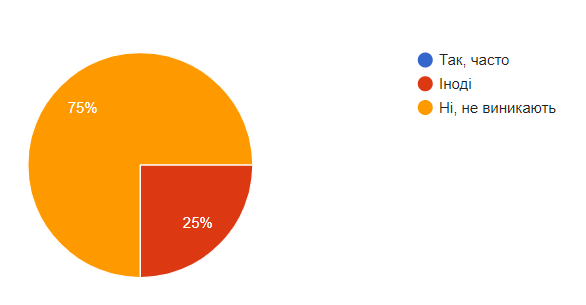 Так, часто
Іноді
Ні, не виникають
75%
25%